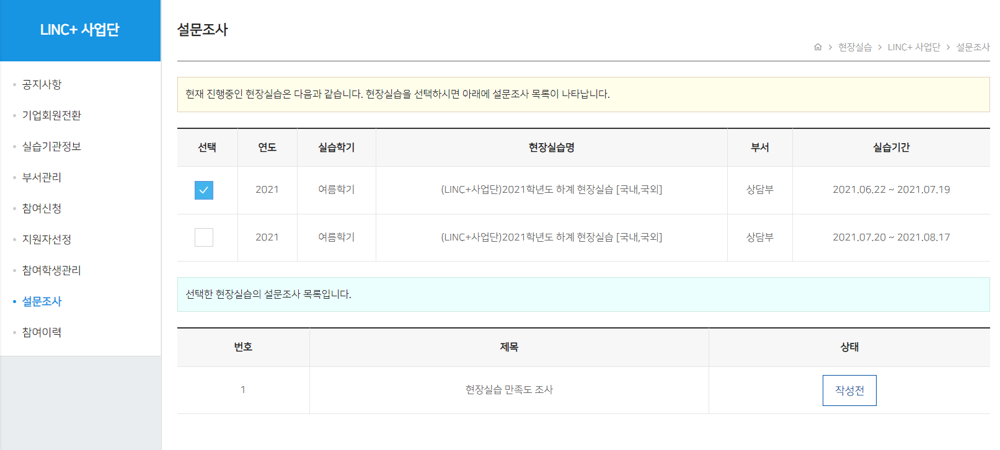 LINC+ 사업단
공지사항
기업회원전환
실습기관정보
부서관리
참여신청
지원자선정
참여학생관리
설문조사
참여이력
설문조사
현장실습 > LINC+ 사업단 > 설문조사
현재 진행중인 현장실습은 다음과 같습니다. 현장실습을 선택하시면 아래에 설문조사 목록이 나타납니다.
선택 연도 실습학기 현장실습명 부서 실습기간
2021 여름학기 (LINC+사업단)2021학년도 하계 현장실습 [국내,국외] 상담부 2021.06.22 ~ 2021.07.19
2021 여름학기 (LINC+사업단)2021학년도 하계 현장실습 [국내,국외] 상담부 2021.07.20 ~ 2021.08.17
선택한 현장실습의 설문조사 목록입니다.
번호 제목 상태
1 현장실습 만족도 조사 작성전